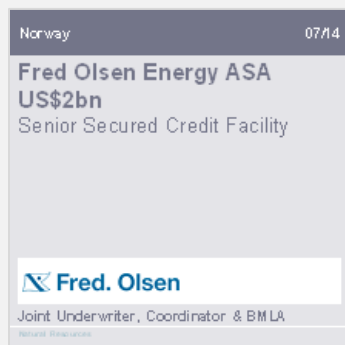 Norway 07/14
Fred Olsen Energy ASA
US$2bn
Senior Secured Credit Facility
Fred. Olsen
Joint Underwriter, Coordinator & BMLA
Natural Resources